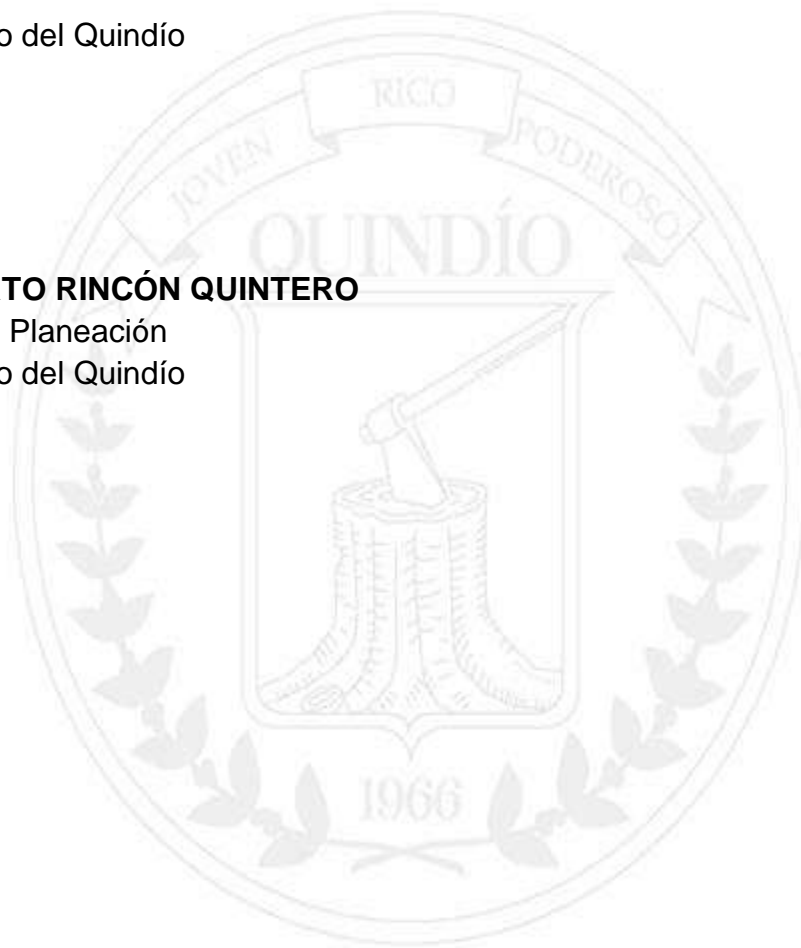 o del Quindío
RICO
JOVEN
PODEROSO
QUINDÍO
TO RINCÓN QUINTERO
Planeación
o del Quindío
1966